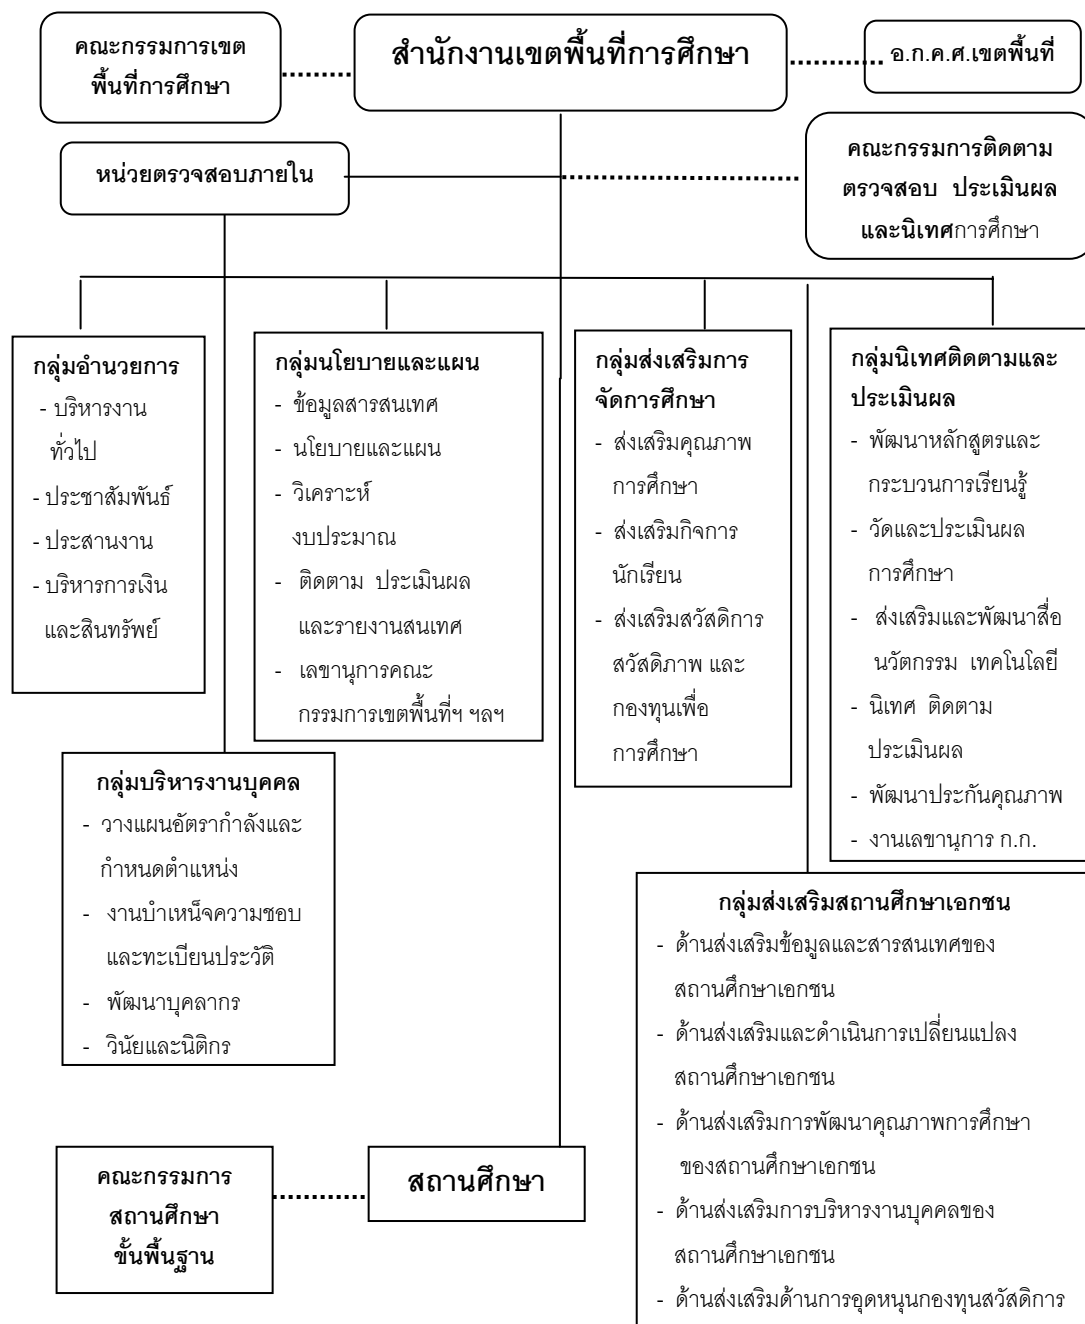 คณะกรรมการเขต
พื้นที่การศึกษา
สำนักงานเขตพื้นที่การศึกษา
อ.ก.ค.ศ.เขตพื้นที่
หน่วยตรวจสอบภายใน
คณะกรรมการติดตาม
ตรวจสอบ ประเมินผล
และนิเทศการศึกษา
กลุ่มอำนวยการ
- บริหารงาน
ทั่วไป
- ประชาสัมพันธ์
- ประสานงาน
- บริหารการเงิน
และสินทรัพย์
กลุ่มนโยบายและแผน
- ข้อมูลสารสนเทศ
- นโยบายและแผน
- วิเคราะห์
งบประมาณ
- ติดตาม ประเมินผล
และรายงานสนเทศ
- เลขานุการคณะ
กรรมการเขตพื้นที่ฯ ฯลฯ
กลุ่มส่งเสริมการ
จัดการศึกษา
- ส่งเสริมคุณภาพ
การศึกษา
- ส่งเสริมกิจการ
นักเรียน
- ส่งเสริมสวัสดิการ
สวัสดิภาพ และ
กองทุนเพื่อ
การศึกษา
กลุ่มนิเทศติดตามและ
ประเมินผล
- พัฒนาหลักสูตรและ
กระบวนการเรียนรู้
- วัดและประเมินผล
การศึกษา
- ส่งเสริมและพัฒนาสื่อ
นวัตกรรม เทคโนโลยี
- นิเทศ ติดตาม
ประเมินผล
- พัฒนาประกันคุณภาพ
- งานเลขานุการ ก.ก.
กลุ่มบริหารงานบุคคล
- วางแผนอัตรากำลังและ
กำหนดตำแหน่ง
- งานบำเหน็จความชอบ
และทะเบียนประวัติ
- พัฒนาบุคลากร
- วินัยและนิติกร
กลุ่มส่งเสริมสถานศึกษาเอกชน
- ด้านส่งเสริมข้อมูลและสารสนเทศของ
สถานศึกษาเอกชน
- ด้านส่งเสริมและดำเนินการเปลี่ยนแปลง
สถานศึกษาเอกชน
- ด้านส่งเสริมการพัฒนาคุณภาพการศึกษา
ของสถานศึกษาเอกชน
- ด้านส่งเสริมการบริหารงานบุคคลของ
สถานศึกษาเอกชน
- ด้านส่งเสริมด้านการอุดหนุนกองทุนสวัสดิการ
คณะกรรมการ
สถานศึกษา
ขั้นพื้นฐาน
สถานศึกษา